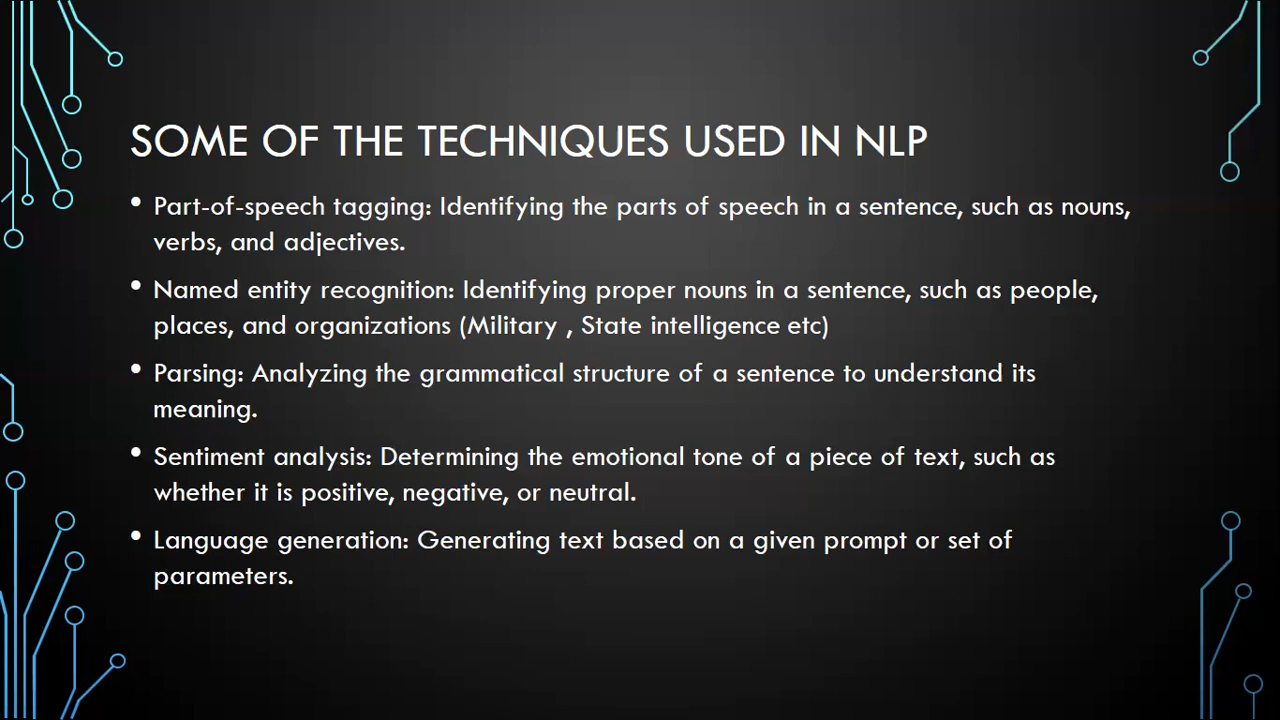 SOME OF THE TECHNIQUES USED IN NLP
• Part-of-speech tagging: Identifying the parts of speech in a sentence, such as nouns,
verbs, and adjectives.
• Named entity recognition: Identifying proper nouns in a sentence, such as people,
places, and organizations (Military , State intelligence etc)
• Parsing: Analyzing the grammatical structure of a sentence to understand its
meaning.
• Sentiment analysis: Determining the emotional tone of a piece of text, such as
whether it is positive, negative, or neutral.
• Language generation: Generating text based on a given prompt or set of
parameters.